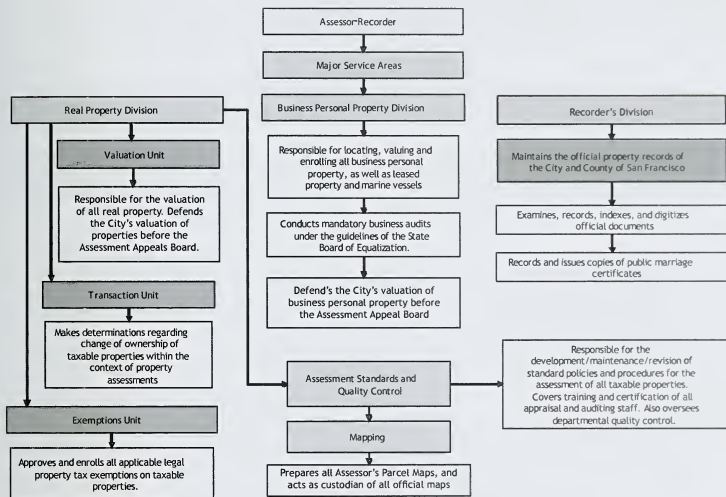 Assessor-Recorder
Major Service Areas
Real Property Division
Valuation Unit
Responsible for the valuation
of all real property. Defends
the City's valuation of
properties before the
Assessment Appeals Board.
Transaction Unit
Makes determinations regarding
change of ownership of
taxable properties within the
context of property
assessments
Exemptions Unit
Approves and enrolls all applicable legal
property tax exemptions on taxable
properties.
Business Personal Property Division
Responsible for locating, valuing and
enrolling all business personal
property, as well as leased
property and marine vessels
Conducts mandatory business audits
under the guidelines of the State
Board of Equalization.
Defend's the City's valuation of
business personal property before
the Assessment Appeal Board
Assessment Standards and
Quality Control
Mapping
Prepares all Assessor's Parcel Maps, and
acts as custodian of all official maps
Recorder's Division
Maintains the official property records of
the City and County of San Francisco
Examines, records, indexes, and digitizes
official documents
Records and issues copies of public marriage
certificates
Responsible for the
development/maintenance/revision of
standard policies and procedures for the
assessment of all taxable properties.
Covers training and certification of all
appraisal and auditing staff. Also oversees
departmental quality control.